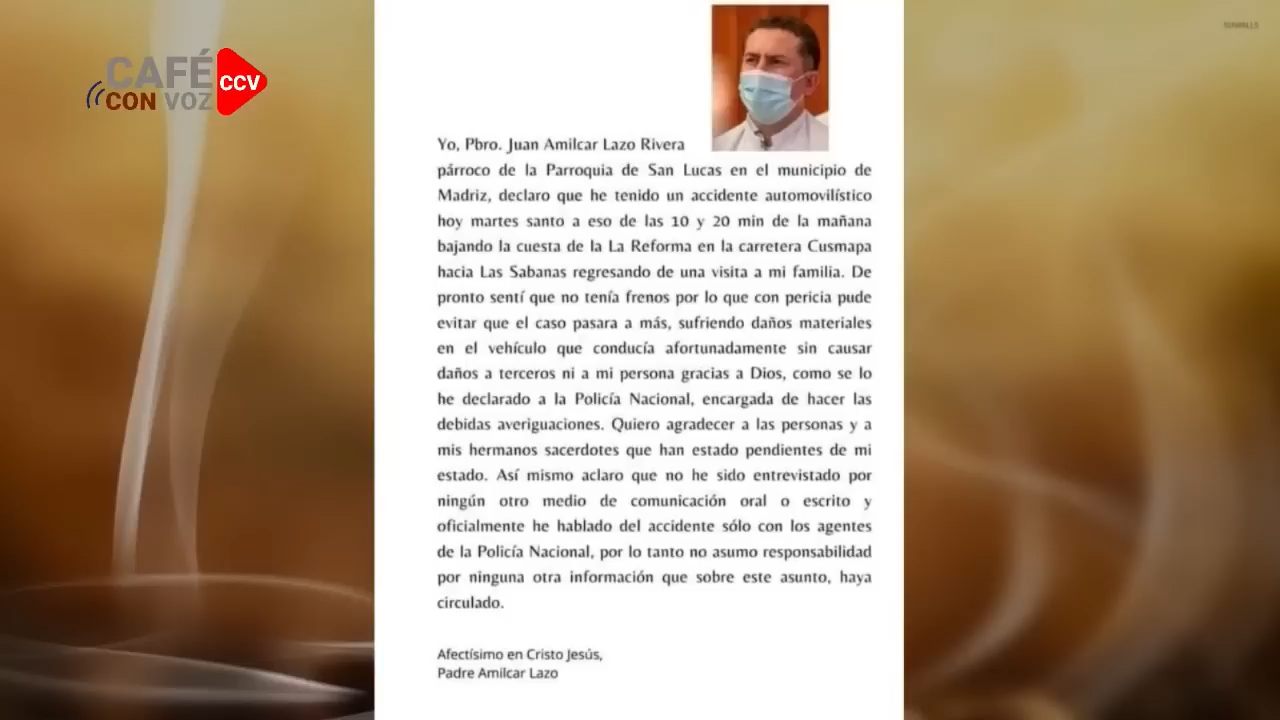 CAFÉ
CON VOZ
CCV
Yo, Pbro. Juan Amilcar Lazo Rivera
párroco de la Parroquia de San Lucas en el municipio de
Madriz, declaro que he tenido un accidente automovilístico
hoy martes santo a eso de las 10 y 20 min de la mañana
bajando la cuesta de la La Reforma en la carretera Cusmapa
hacia Las Sabanas regresando de una visita a mi familia. De
pronto sentí que no tenía frenos por lo que con pericia pude
evitar que el caso pasara a más, sufriendo daños materiales
en el vehículo que conducía afortunadamente sin causar
daños a terceros ni a mi persona gracias a Dios, como se lo
he declarado a la Policía Nacional, encargada de hacer las
debidas averiguaciones. Quiero agradecer a las personas y a
mis hermanos sacerdotes que han estado pendientes de mi
estado. Así mismo aclaro que no he sido entrevistado por
ningún otro medio de comunicación oral o escrito y
oficialmente he hablado del accidente sólo con los agentes
de la Policía Nacional, por lo tanto no asumo responsabilidad
por ninguna otra información que sobre este asunto, haya
circulado.
Afectísimo en Cristo Jesús,
Padre Amilcar Lazo